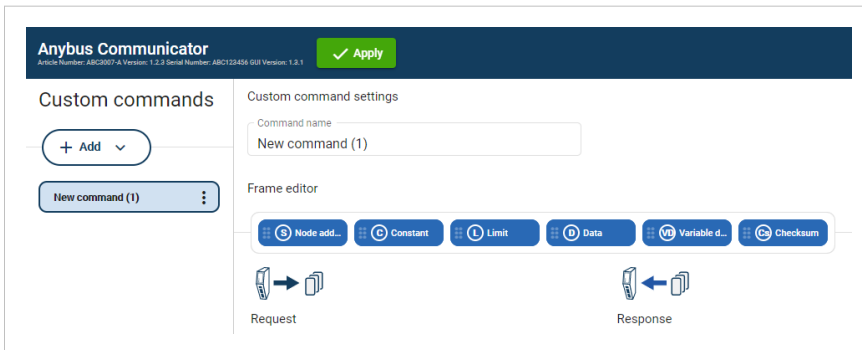 Anybus Communicator
Article Number: ABC3007-A Version: 1.2.3 Serial Number: ABC123456 GUI Version: 1.3.1
Apply
Custom commands
Add
New command (1)
Custom command settings
Command name
New command (1)
Frame editor
S Node add...
C Constant
L Limit
D Data
VD Variable d...
Cs Checksum
Request
Response